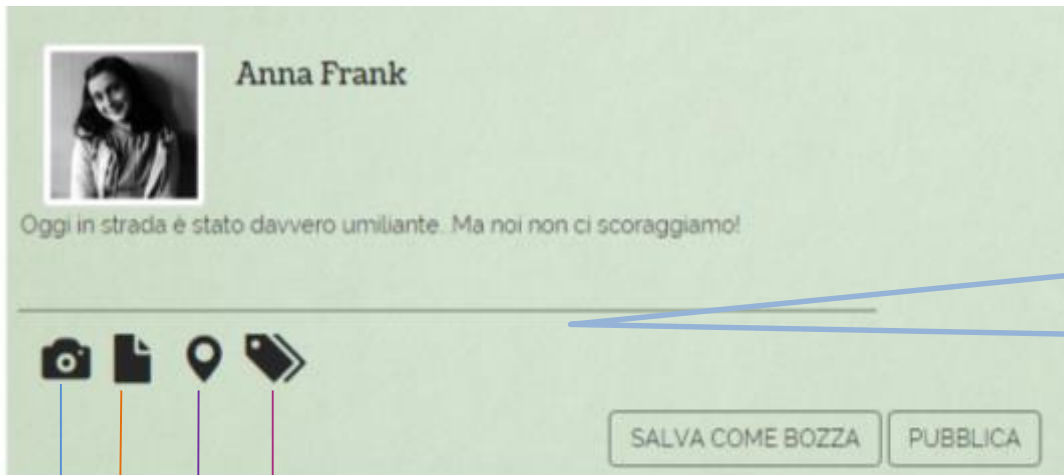 Anna Frank
Oggi in strada è stato davvero umiliante. Ma noi non ci scoraggiamo!
SALVA COME BOZZA
PUBBLICA